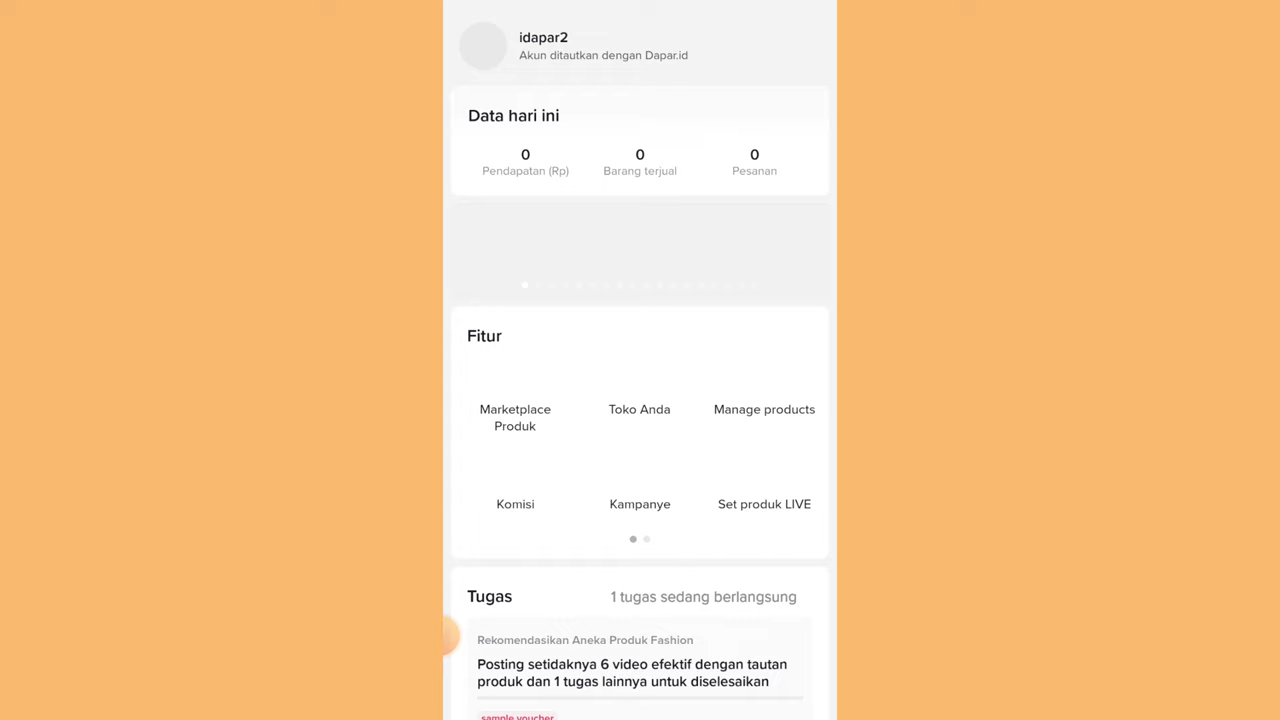 idapar2
Akun ditautkan dengan Dapar.id
Data hari ini
0 0 0
Pendapatan (Rp) Barang terjual Pesanan
Fitur
Marketplace Produk
Toko Anda
Manage products
Komisi
Kampanye
Set produk LIVE
Tugas
1 tugas sedang berlangsung
Rekomendasikan Aneka Produk Fashion
Posting setidaknya 6 video efektif dengan tautan
produk dan 1 tugas lainnya untuk diselesaikan
sample voucher